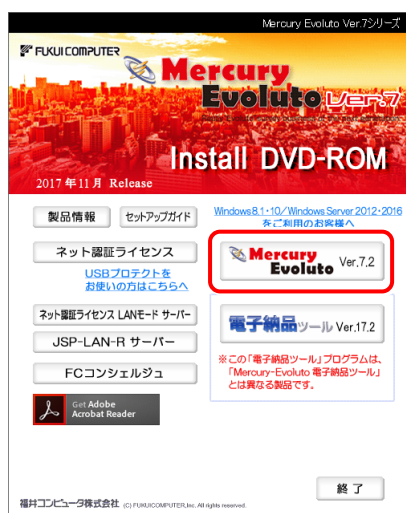 Mercury Evoluto Ver.7シリーズ
FUKUI COMPUTER
Mercury
Evoluto Ver.7
Install DVD-ROM
2017年11月 Release
製品情報
セットアップガイド
Windows8.1・10/Windows Server 2012・2016
をご利用のお客様へ
ネット認証ライセンス
USBプロテクトを
お使いの方はこちらへ
Mercury
Evoluto Ver.7.2
ネット認証ライセンス LANモード サーバー
電子納品ツール Ver.17.2
JSP-LAN-R サーバー
※この「電子納品ツール」プログラムは、
「Mercury-Evoluto 電子納品ツール」
とは異なる製品です。
FCコンシェルジュ
Get Adobe
Acrobat Reader
終了
福井コンピュータ株式会社 (C) FUKUICOMPUTER,Inc. All rights reserved.